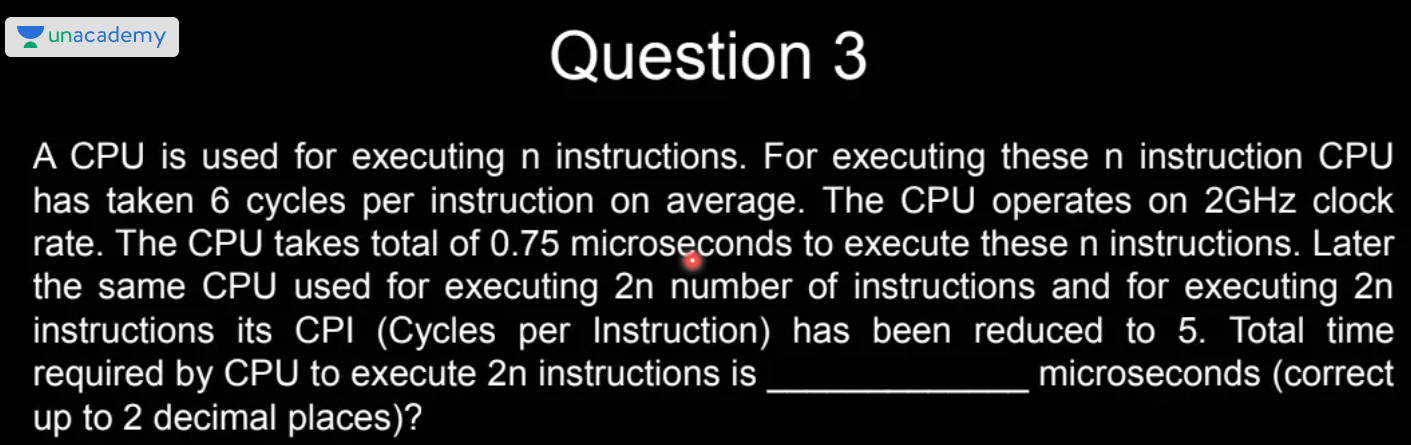 unacademy
Question 3
A CPU is used for executing n instructions. For executing these n instruction CPU
has taken 6 cycles per instruction on average. The CPU operates on 2GHz clock
rate. The CPU takes total of 0.75 microseconds to execute these n instructions. Later
the same CPU used for executing 2n number of instructions and for executing 2n
instructions its CPI (Cycles per Instruction) has been reduced to 5. Total time
required by CPU to execute 2n instructions is ______________ microseconds (correct
up to 2 decimal places)?